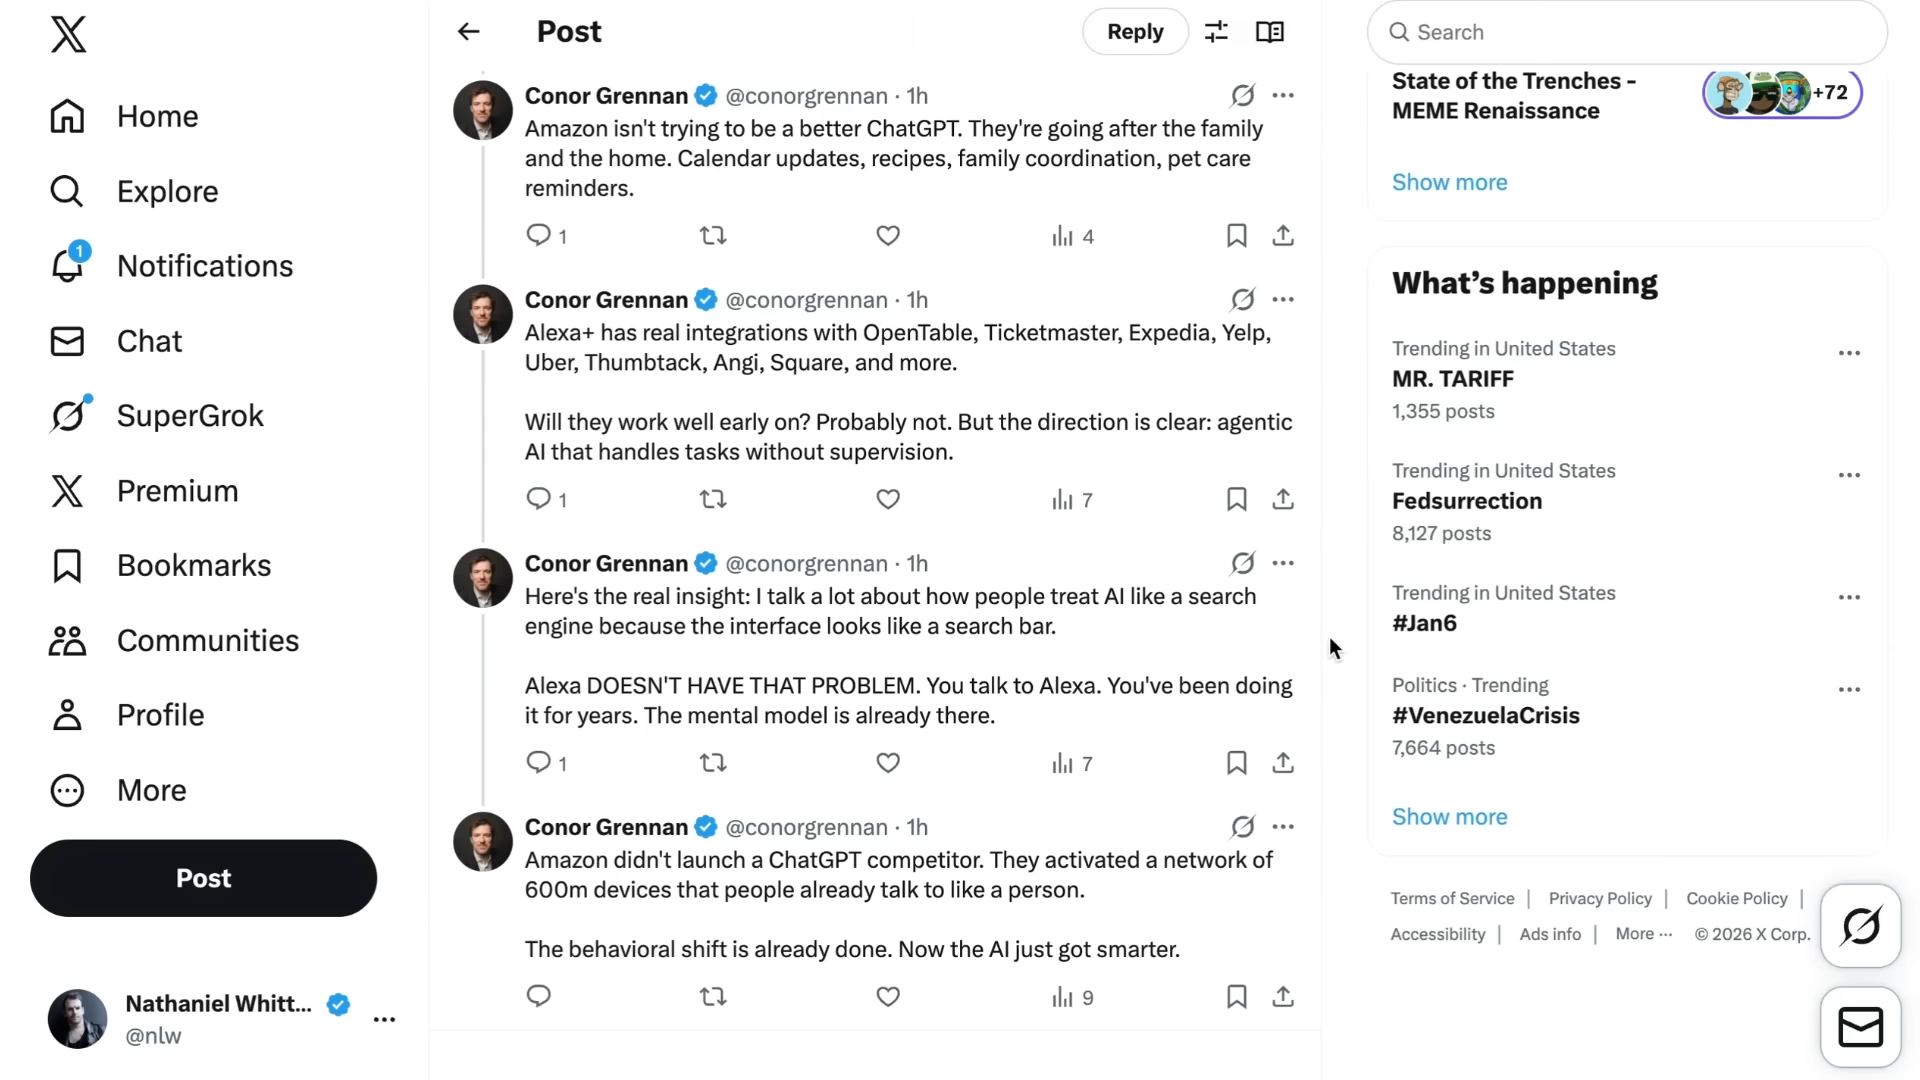 Home
Explore
1
Notifications
Chat
SuperGrok
Premium
Bookmarks
Communities
Profile
More
Post
Nathaniel Whitt...
@nlw
Post
Reply
Conor Grennan @conorgrennan · 1h
Amazon isn't trying to be a better ChatGPT. They're going after the family
and the home. Calendar updates, recipes, family coordination, pet care
reminders.
1 4
Conor Grennan @conorgrennan · 1h
Alexa+ has real integrations with OpenTable, Ticketmaster, Expedia, Yelp,
Uber, Thumbtack, Angi, Square, and more.
Will they work well early on? Probably not. But the direction is clear: agentic
AI that handles tasks without supervision.
1 7
Conor Grennan @conorgrennan · 1h
Here's the real insight: I talk a lot about how people treat AI like a search
engine because the interface looks like a search bar.
Alexa DOESN'T HAVE THAT PROBLEM. You talk to Alexa. You've been doing
it for years. The mental model is already there.
1 7
Conor Grennan @conorgrennan · 1h
Amazon didn't launch a ChatGPT competitor. They activated a network of
600m devices that people already talk to like a person.
The behavioral shift is already done. Now the AI just got smarter.
9
Search
State of the Trenches -
MEME Renaissance
+72
Show more
What's happening
Trending in United States
MR. TARIFF
1,355 posts
Trending in United States
Fedsurrection
8,127 posts
Trending in United States
#Jan6
Politics · Trending
#VenezuelaCrisis
7,664 posts
Show more
Terms of Service | Privacy Policy | Cookie Policy |
Accessibility | Ads info | More ··· © 2026 X Corp.